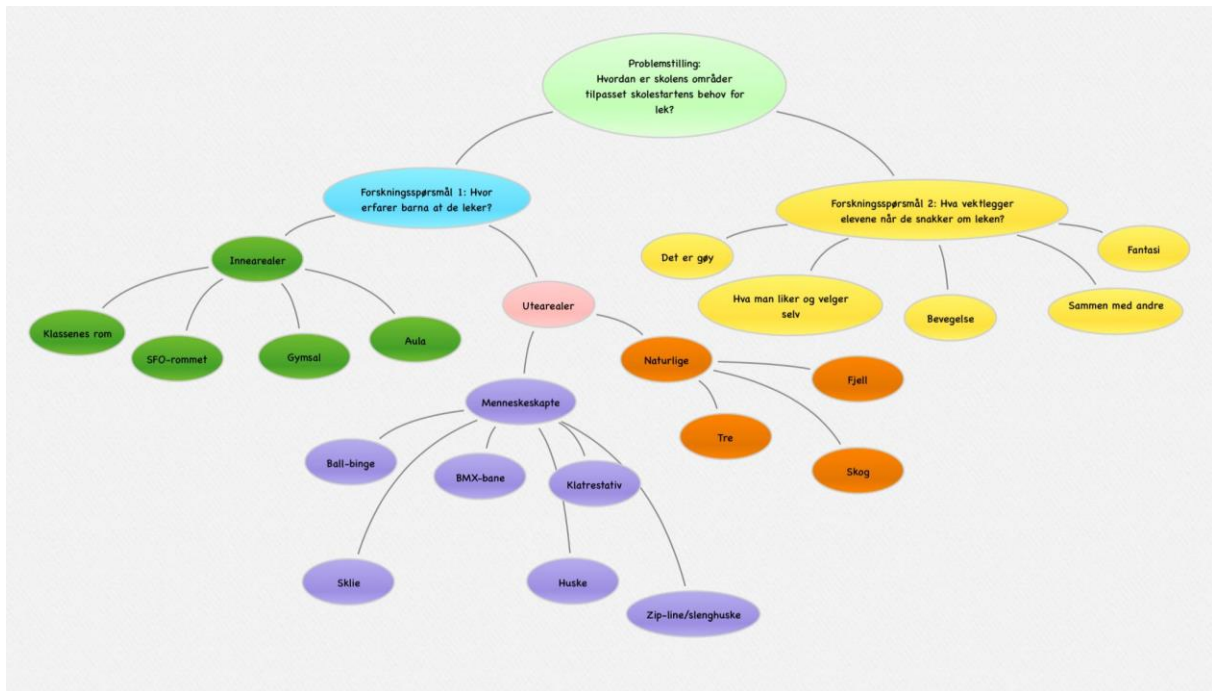 Problemstilling:
Hvordan er skolens områder
tilpasset skolestartens behov for
lek?
Forskningsspørsmål 1: Hvor
erfarer barna at de leker?
Forskningsspørsmål 2: Hva vektlegger
elevene når de snakker om leken?
Innearealer
Klassenes rom
SFO-rommet
Gymsal
Aula
Utearealer
Menneskeskapte
Ball-binge
BMX-bane
Klatrestativ
Sklie
Huske
Zip-line/slenghuske
Naturlige
Fjell
Tre
Skog
Det er gøy
Hva man liker og velger
selv
Bevegelse
Sammen med andre
Fantasi